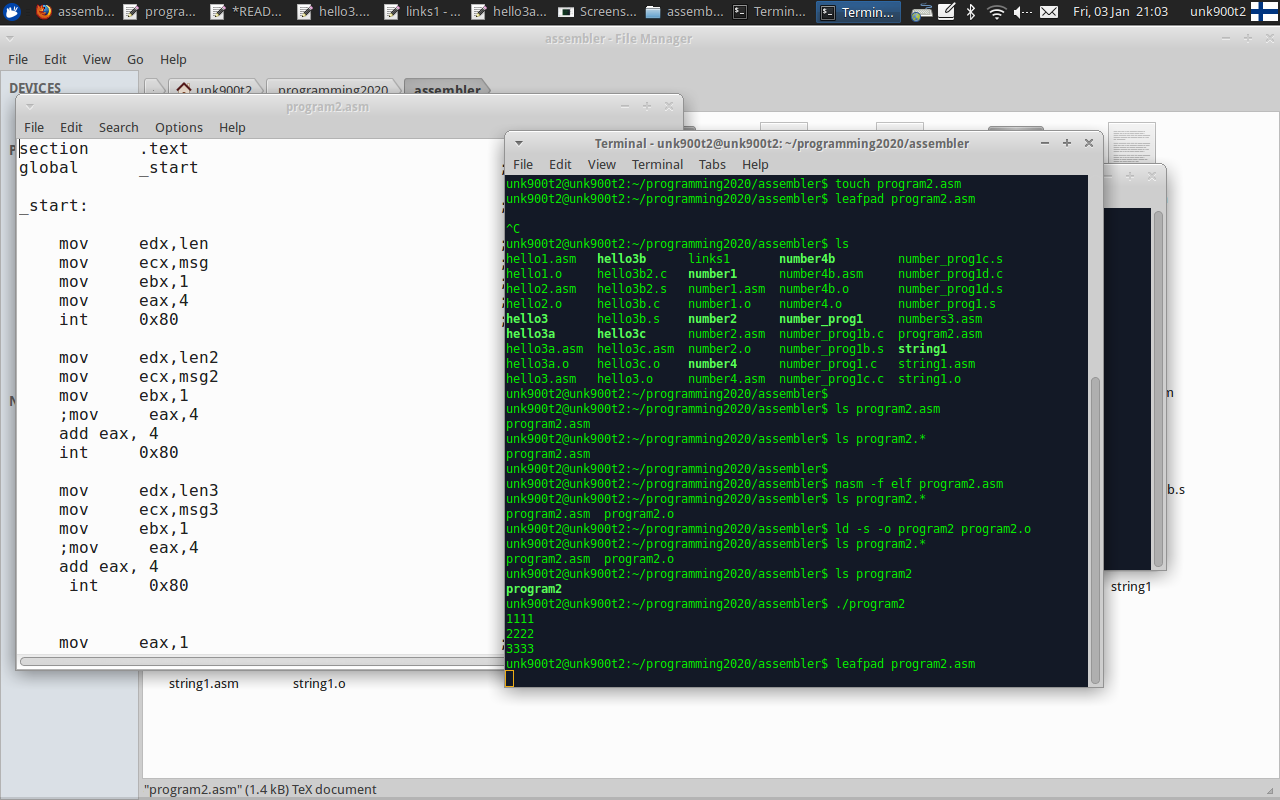 assemb... progra... *READ... hello3.... links1 - ... hello3a... Screens... assemb... Termin... Termin... Fri, 03 Jan 21:03 unk900t2
assembler - File Manager
File Edit View Go Help
DEVICES
unk900t2 programming2020 assembler
program2.asm
File Edit Search Options Help
section .text
global _start
_start:
mov edx,len
mov ecx,msg
mov ebx,1
mov eax,4
int 0x80
mov edx,len2
mov ecx,msg2
mov ebx,1
;mov eax,4
add eax, 4
int 0x80
mov edx,len3
mov ecx,msg3
mov ebx,1
;mov eax,4
add eax, 4
int 0x80
mov eax,1
Terminal - unk900t2@unk900t2: ~/programming2020/assembler
File Edit View Terminal Tabs Help
unk900t2@unk900t2:~/programming2020/assembler$ touch program2.asm
unk900t2@unk900t2:~/programming2020/assembler$ leafpad program2.asm
^C
unk900t2@unk900t2:~/programming2020/assembler$ ls
hello1.asm hello3b links1 number4b number_prog1c.s
hello1.o hello3b2.c number1 number4b.asm number_prog1d.c
hello2.asm hello3b2.s number1.asm number4b.o number_prog1d.s
hello2.o hello3b.c number1.o number4.o number_prog1.s
hello3 hello3b.s number2 number_prog1 numbers3.asm
hello3a hello3c number2.asm number_prog1b.c program2.asm
hello3a.asm hello3c.asm number2.o number_prog1b.s string1
hello3a.o hello3c.o number4 number_prog1.c string1.asm
hello3.asm hello3.o number4.asm number_prog1c.c string1.o
unk900t2@unk900t2:~/programming2020/assembler$
unk900t2@unk900t2:~/programming2020/assembler$ ls program2.asm
program2.asm
unk900t2@unk900t2:~/programming2020/assembler$ ls program2.*
program2.asm
unk900t2@unk900t2:~/programming2020/assembler$
unk900t2@unk900t2:~/programming2020/assembler$ nasm -f elf program2.asm
unk900t2@unk900t2:~/programming2020/assembler$ ls program2.*
program2.asm program2.o
unk900t2@unk900t2:~/programming2020/assembler$ ld -s -o program2 program2.o
unk900t2@unk900t2:~/programming2020/assembler$ ls program2.*
program2.asm program2.o
unk900t2@unk900t2:~/programming2020/assembler$ ls program2
program2
unk900t2@unk900t2:~/programming2020/assembler$ ./program2
1111
2222
3333
unk900t2@unk900t2:~/programming2020/assembler$ leafpad program2.asm
b.s
string1
string1.asm string1.o
"program2.asm" (1.4 kB) TeX document